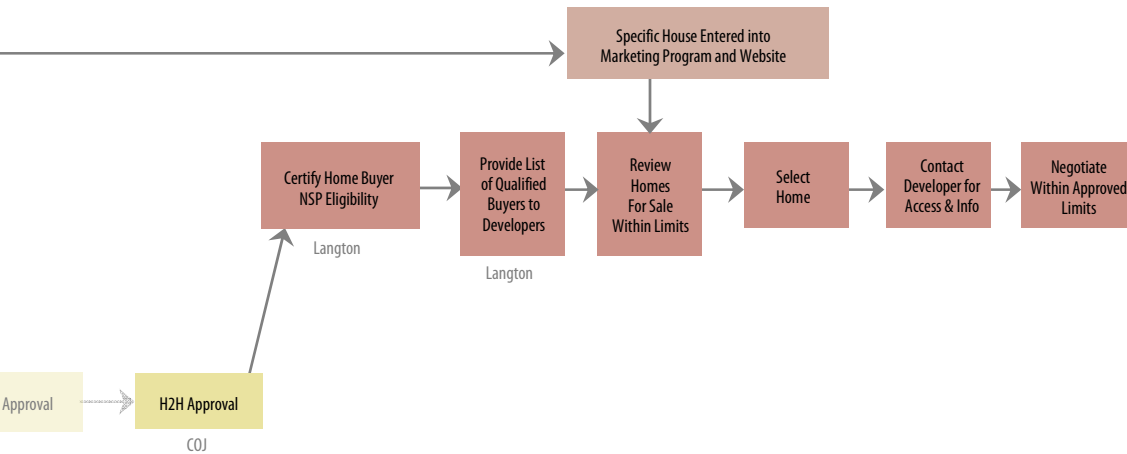 Specific House Entered into
Marketing Program and Website
Certify Home Buyer
NSP Eligibility
Langton
Provide List
of Qualified
Buyers to
Developers
Langton
Review
Homes
For Sale
Within Limits
Select
Home
Contact
Developer for
Access & Info
Negotiate
Within Approved
Limits
Approval
H2H Approval
COJ